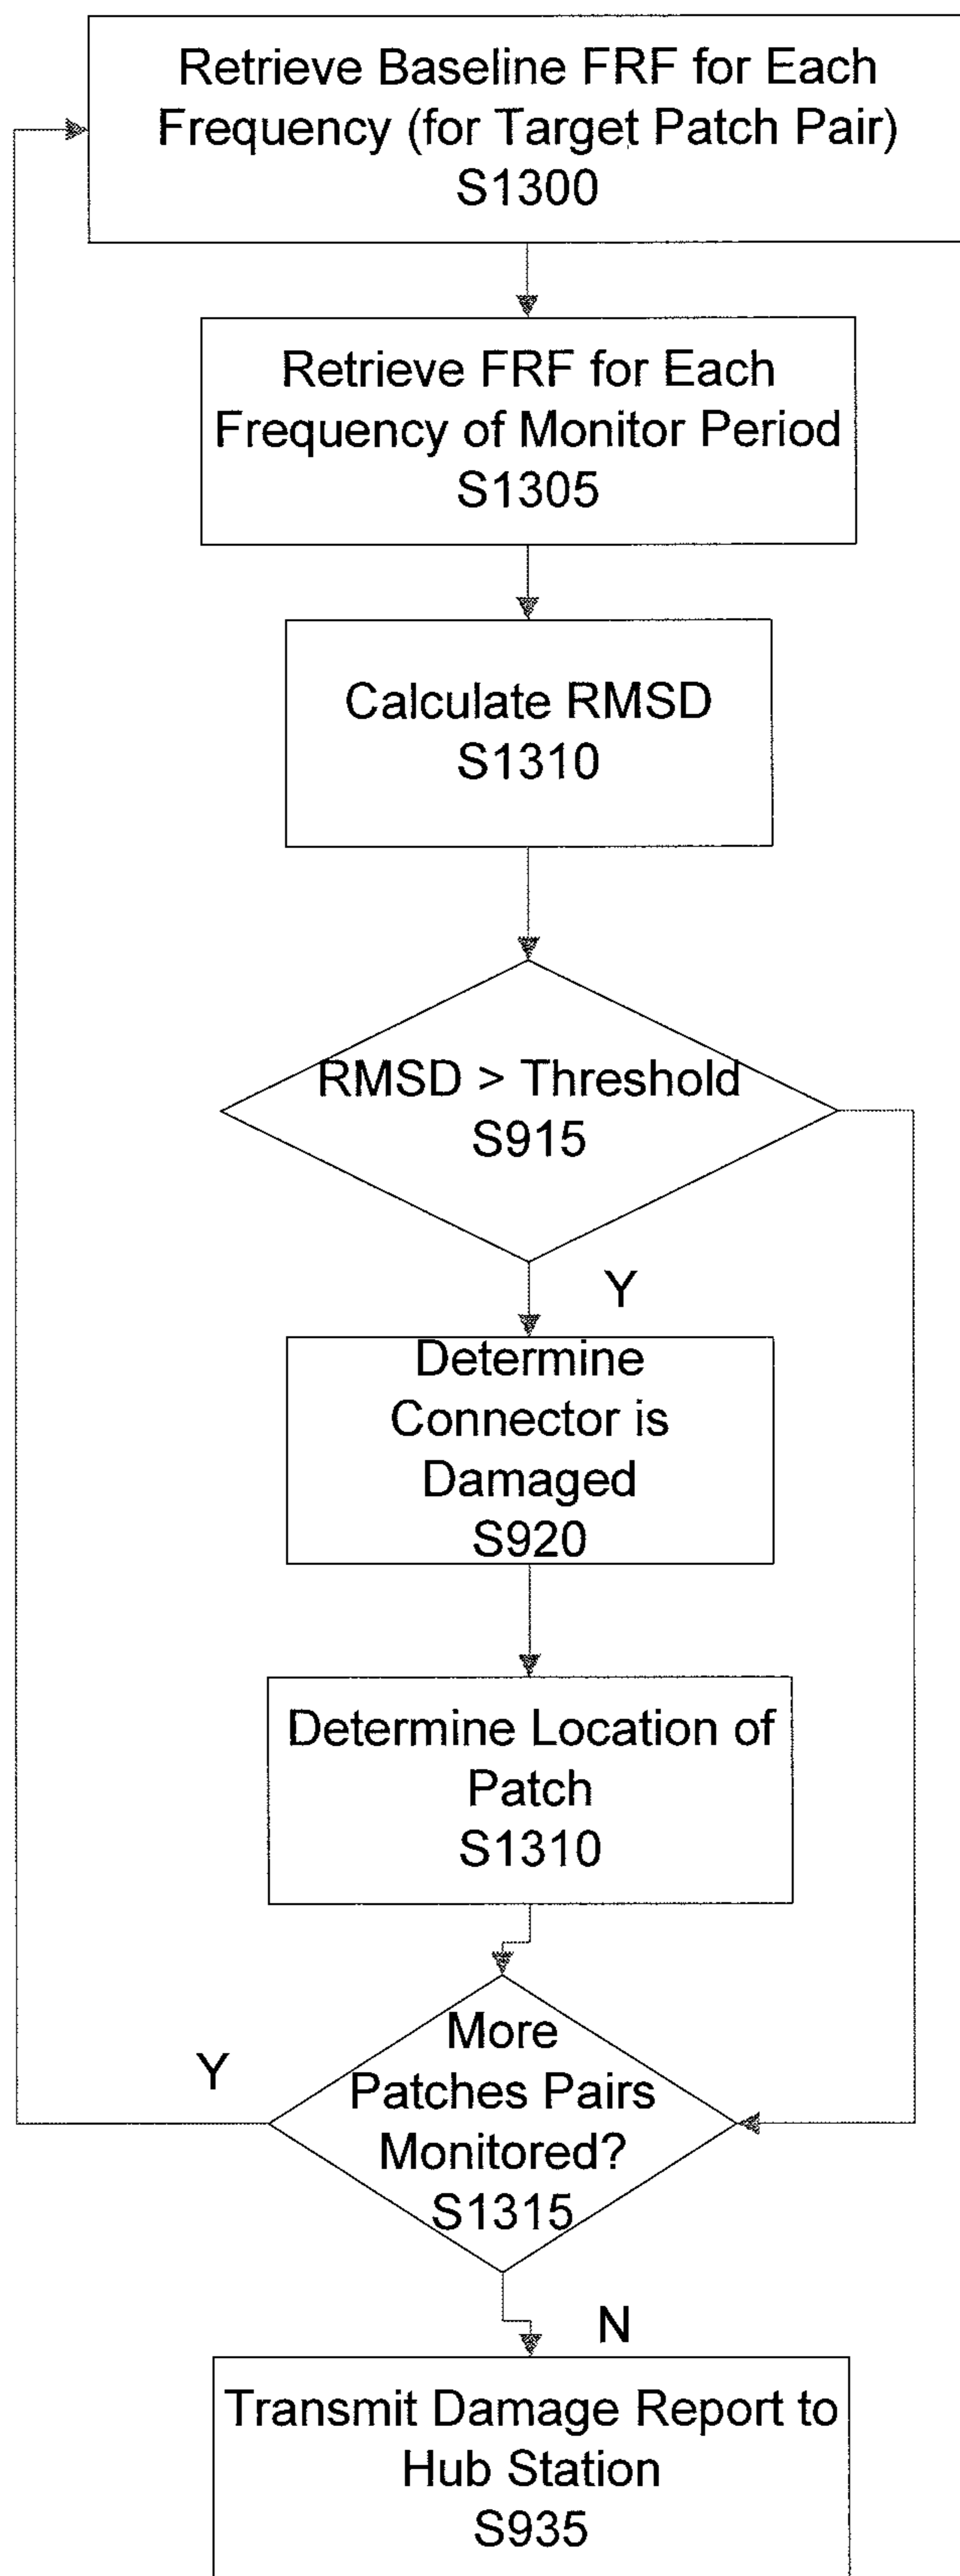 Retrieve Baseline FRF for Each
Frequency (for Target Patch Pair)
S1300
Retrieve FRF for Each
Frequency of Monitor Period
S1305
Calculate RMSD
S1310
RMSD > Threshold
S915
Y
Determine
Connector is
Damaged
S920
Determine Location of
Patch
S1310
More
Patches Pairs
Monitored?
S1315
Y
N
Transmit Damage Report to
Hub Station
S935